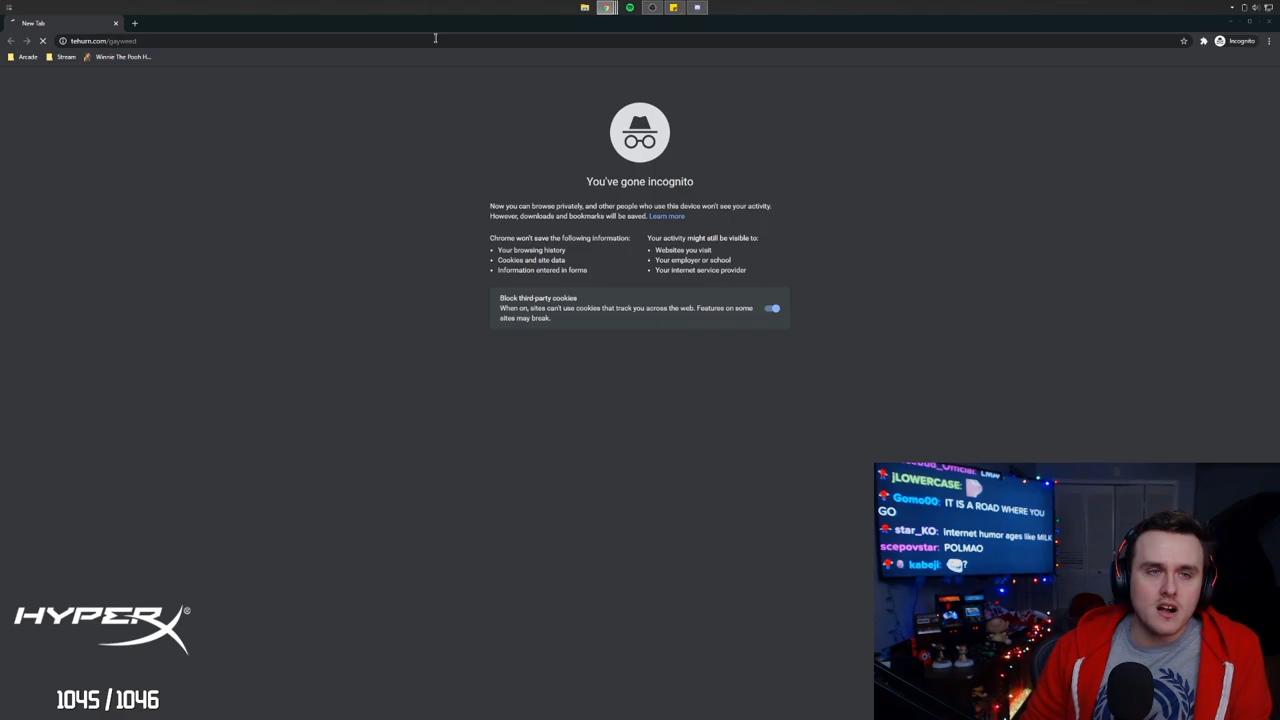 New Tab
tehurn.com/gayweed
Incognito
Arcade
Stream
Winnie The Pooh H...
You've gone incognito
Now you can browse privately, and other people who use this device won't see your activity.
However, downloads and bookmarks will be saved. Learn more
Chrome won't save the following information:
• Your browsing history
• Cookies and site data
• Information entered in forms
Your activity might still be visible to:
• Websites you visit
• Your employer or school
• Your internet service provider
Block third-party cookies
When on, sites can't use cookies that track you across the web. Features on some
sites may break.
jLOWERCASE:
Gomo00: IT IS A ROAD WHERE YOU
GO
star_KO: internet humor ages like MILK
scepovstar: POLMAO
kabeji: ?
HYPERX®
1045 / 1046